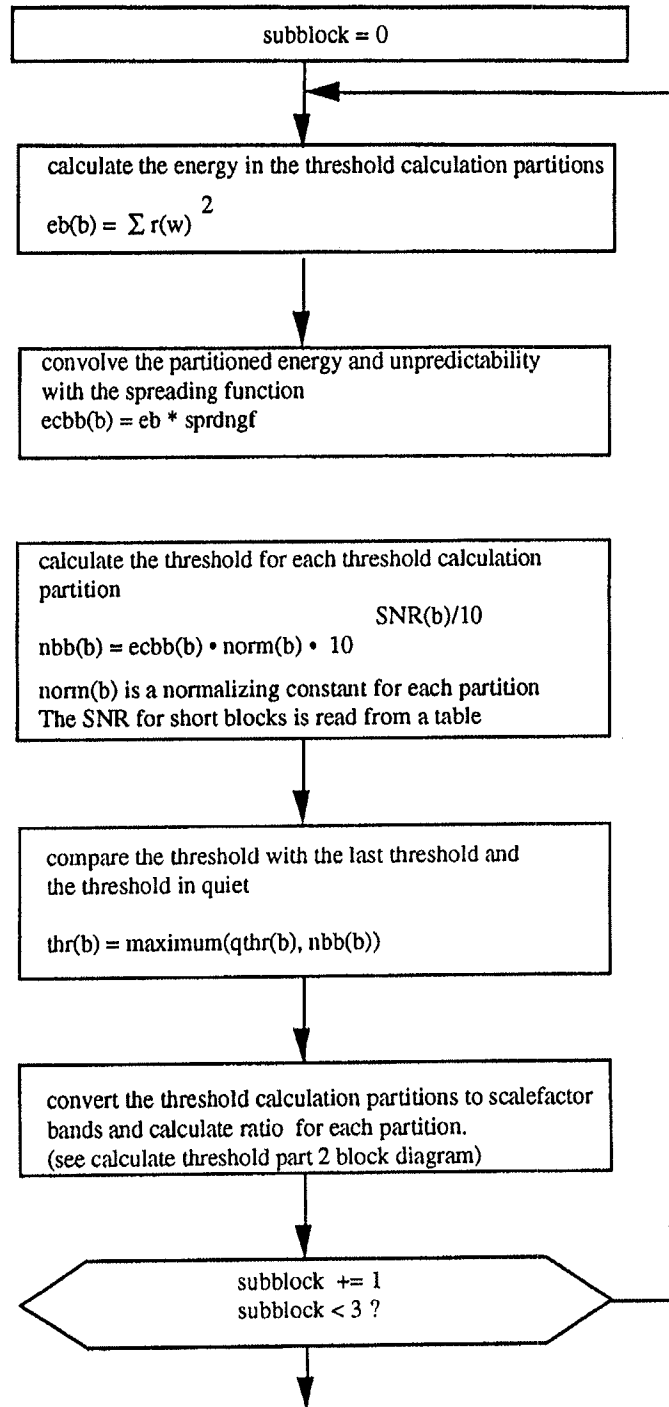 subblock = 0
calculate the energy in the threshold calculation partitions
eb(b) = Σ r(w) 2
convolve the partitioned energy and unpredictability
with the spreading function
ecbb(b) = eb * sprdngf
calculate the threshold for each threshold calculation
partition
SNR(b)/10
nbb(b) = ecbb(b) • norm(b) • 10
norm(b) is a normalizing constant for each partition
The SNR for short blocks is read from a table
compare the threshold with the last threshold and
the threshold in quiet
thr(b) = maximum(qthr(b), nbb(b))
convert the threshold calculation partitions to scalefactor
bands and calculate ratio for each partition.
(see calculate threshold part 2 block diagram)
subblock += 1
subblock < 3 ?